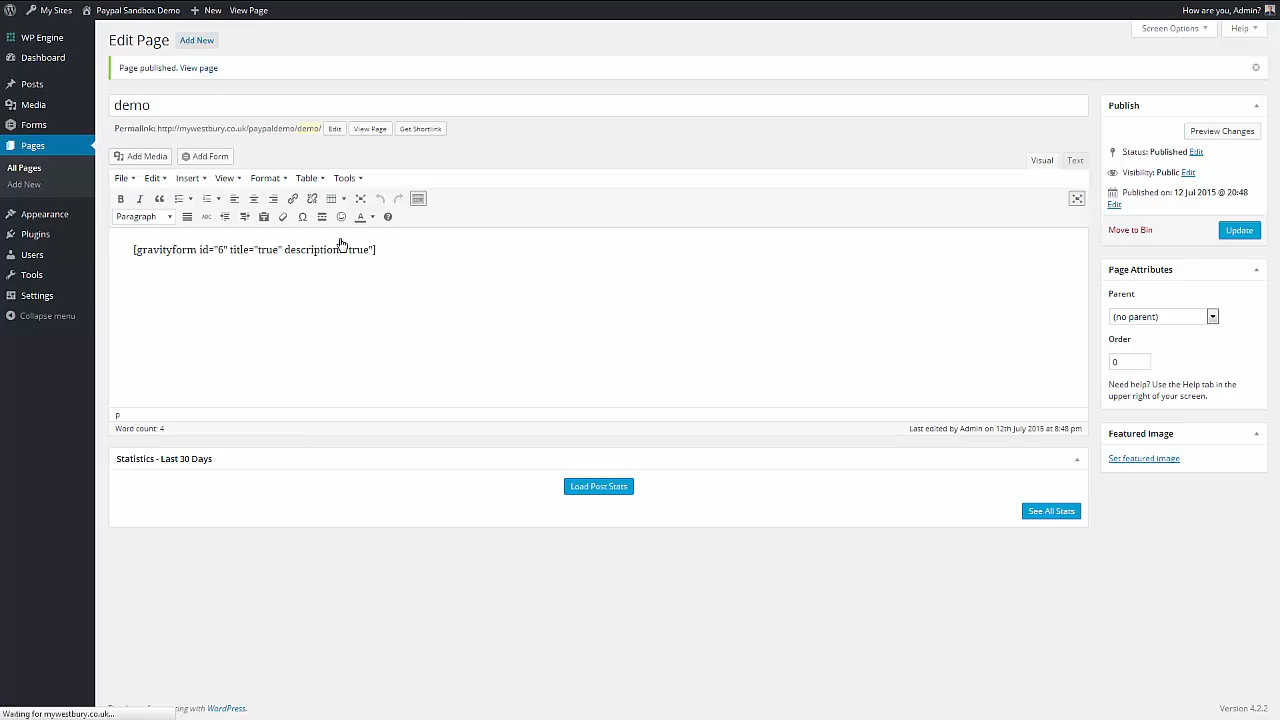 My Sites Paypal Sandbox Demo + New View Page How are you, Admin?
WP Engine
Dashboard
Posts
Media
Forms
Pages
All Pages
Add New
Appearance
Plugins
Users
Tools
Settings
Collapse menu
Screen Options Help
Edit Page Add New
Page published. View page
demo
Permalink: http://mywestbury.co.uk/paypaldemo/demo/ Edit View Page Get Shortlink
Add Media Add Form
Visual Text
File Edit Insert View Format Table Tools
B I ABC
Paragraph Ω A
[gravityform id="6" title="true" description "true"]
p
Word count: 4 Last edited by Admin on 12th July 2015 at 8:48 pm
Statistics - Last 30 Days
Load Post Stats
See All Stats
Publish
Preview Changes
Status: Published Edit
Visibility: Public Edit
Published on: 12 Jul 2015 @ 20:48
Edit
Move to Bin Update
Page Attributes
Parent
(no parent)
Order
0
Need help? Use the Help tab in the
upper right of your screen.
Featured Image
Set featured image
with WordPress. Version 4.2.2
Waiting for mywestbury.co.uk...